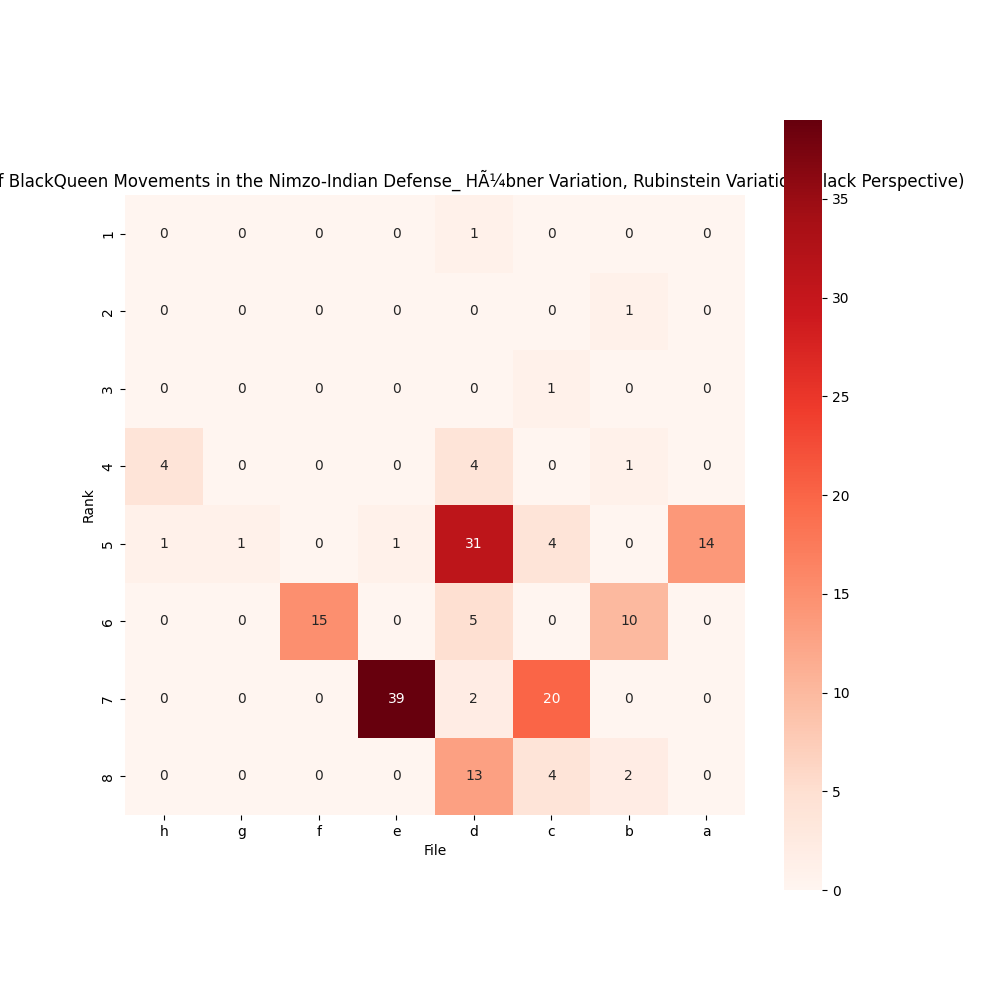 f BlackQueen Movements in the Nimzo-Indian Defense_ HÃ¼bner Variation, Rubinstein Variatio lack Perspective)
35
1 0 0 0 0 1 0 0 0
2 0 0 0 0 0 0 1 0
30
3 0 0 0 0 0 1 0 0
25
4 4 0 0 0 4 0 1 0
20
Rank
5 1 1 0 1 31 4 0 14
15
6 0 0 15 0 5 0 10 0
10
7 0 0 0 39 2 20 0 0
8 0 0 0 0 13 4 2 0
5
h g f e d c b a
File
0